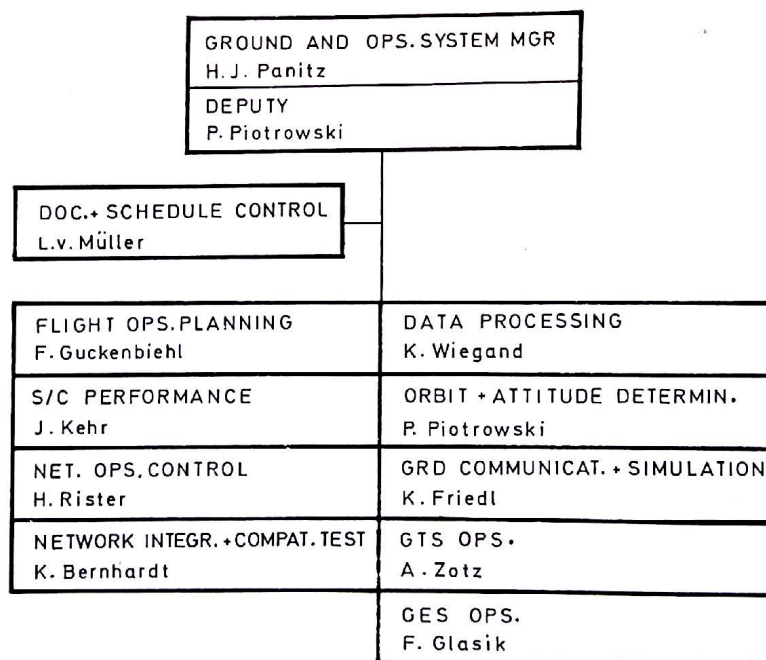 GROUND AND OPS. SYSTEM MGR
H. J. Panitz
DEPUTY
P. Piotrowski
DOC. + SCHEDULE CONTROL
L.v. Müller
FLIGHT OPS. PLANNING
F. Guckenbiehl
S/C PERFORMANCE
J. Kehr
NET. OPS. CONTROL
H. Rister
NETWORK INTEGR. + COMPAT. TEST
K. Bernhardt
DATA PROCESSING
K. Wiegand
ORBIT + ATTITUDE DETERMIN.
P. Piotrowski
GRD COMMUNICAT. + SIMULATION
K. Friedl
GTS OPS.
A. Zotz
GES OPS.
F. Glasik